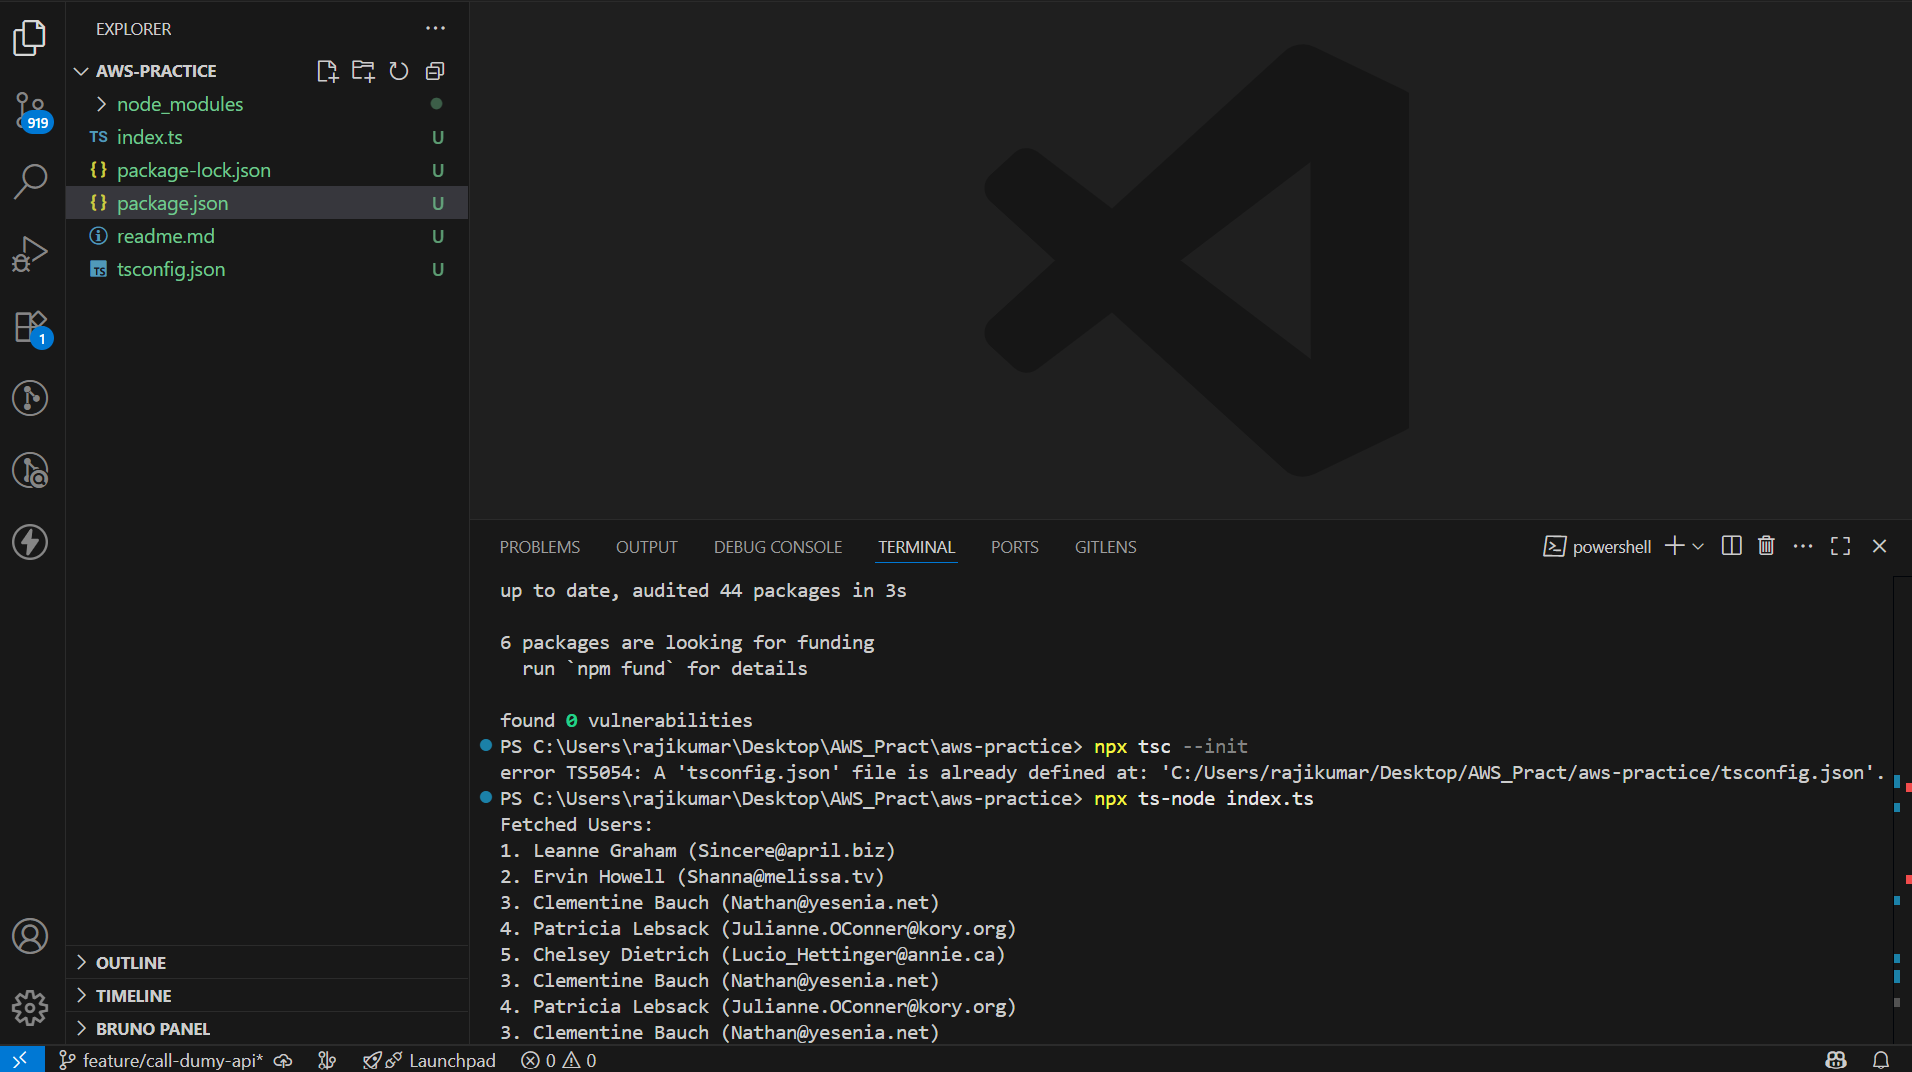 EXPLORER
AWS-PRACTICE
node_modules
919
TS index.ts U
{} package-lock.json U
{} package.json U
readme.md U
TS tsconfig.json U
1
PROBLEMS OUTPUT DEBUG CONSOLE TERMINAL PORTS GITLENS powershell
up to date, audited 44 packages in 3s
6 packages are looking for funding
run `npm fund` for details
found 0 vulnerabilities
PS C:\Users\rajikumar\Desktop\AWS_Pract\aws-practice> npx tsc --init
error TS5054: A 'tsconfig.json' file is already defined at: 'C:/Users/rajikumar/Desktop/AWS_Pract/aws-practice/tsconfig.json'.
PS C:\Users\rajikumar\Desktop\AWS_Pract\aws-practice> npx ts-node index.ts
Fetched Users:
1. Leanne Graham (Sincere@april.biz)
2. Ervin Howell (Shanna@melissa.tv)
3. Clementine Bauch (Nathan@yesenia.net)
4. Patricia Lebsack (Julianne.OConner@kory.org)
5. Chelsey Dietrich (Lucio_Hettinger@annie.ca)
3. Clementine Bauch (Nathan@yesenia.net)
4. Patricia Lebsack (Julianne.OConner@kory.org)
3. Clementine Bauch (Nathan@yesenia.net)
OUTLINE
TIMELINE
BRUNO PANEL
feature/call-dumy-api* Launchpad 0 0